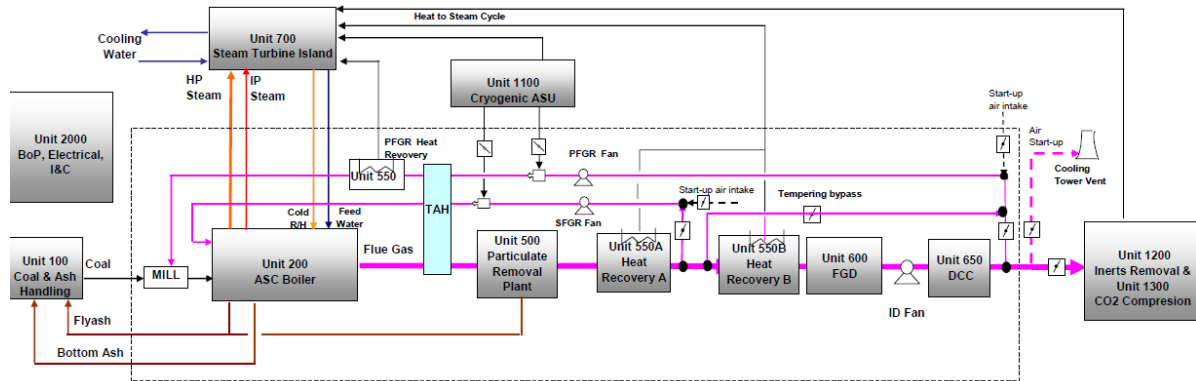 Heat to Steam Cycle
Cooling
Water
Unit 700
Steam Turbine Island
HP
Steam
IP
Steam
Unit 1100
Cryogenic ASU
Unit 2000
BoP, Electrical,
I&C
Start-up
air intake
Air
Start-up
Cooling
Tower Vent
PFGR Heat
Revovery
Unit 550
PFGR Fan
TAH
Start-up air intake
Tempering bypass
SFGR Fan
Cold
R/H
Feed
Water
Flue Gas
Unit 100
Coal & Ash
Handling
Coal
MILL
Unit 200
ASC Boiler
Unit 500
Particulate
Removal
Plant
Unit 550A
Heat
Recovery A
Unit 550B
Heat
Recovery B
Unit 600
FGD
ID Fan
Unit 650
DCC
Unit 1200
Inerts Removal &
Unit 1300
CO2 Compresion
Flyash
Bottom Ash